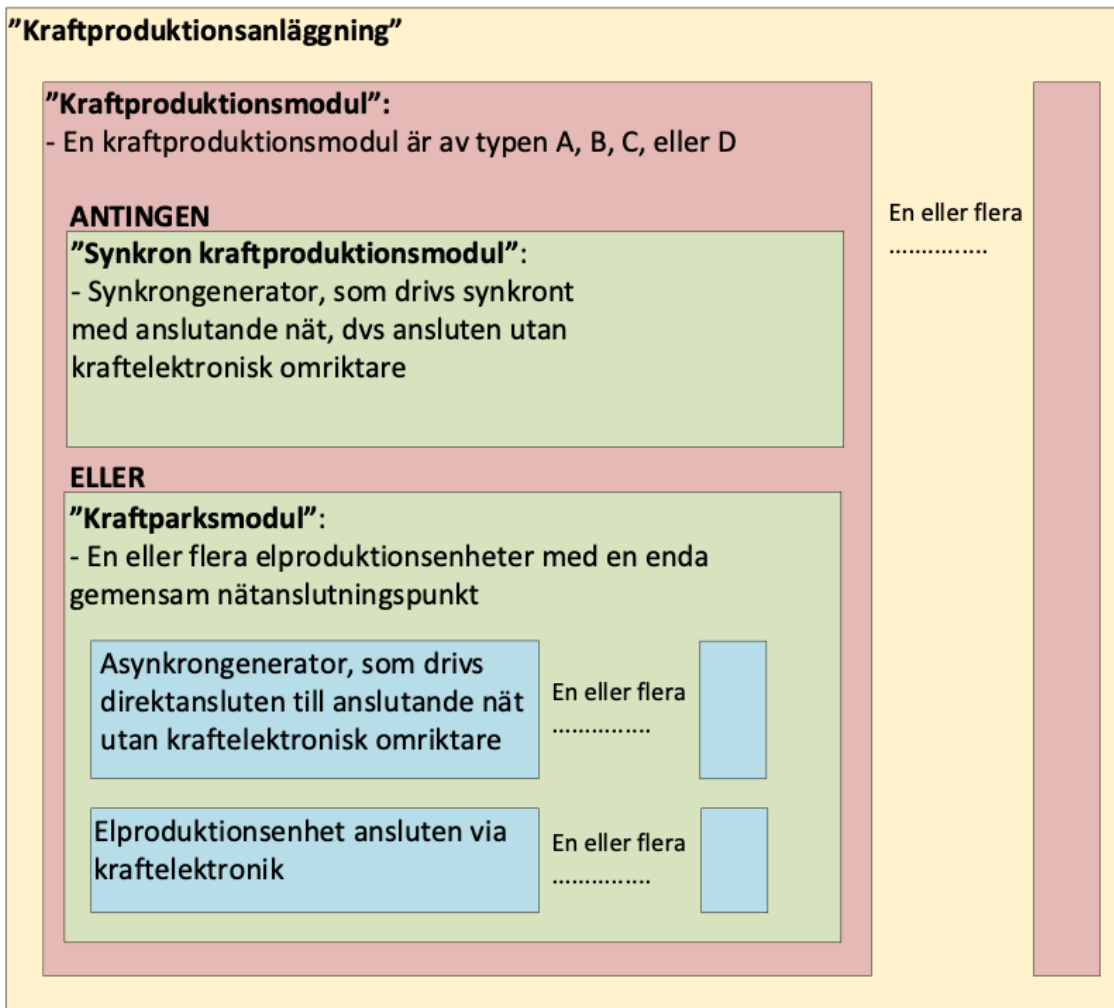 ”Kraftproduktionsanläggning”
”Kraftproduktionsmodul”:
- En kraftproduktionsmodul är av typen A, B, C, eller D
ANTINGEN
”Synkron kraftproduktionsmodul”:
- Synkrongenerator, som drivs synkront
med anslutande nät, dvs ansluten utan
kraftelektronisk omriktare
ELLER
”Kraftparksmodul”:
- En eller flera elproduktionsenheter med en enda
gemensam nätanslutningspunkt
Asynkrongenerator, som drivs
direktansluten till anslutande nät
utan kraftelektronisk omriktare
En eller flera
...............
Elproduktionsenhet ansluten via
kraftelektronik
En eller flera
...............
En eller flera
...............